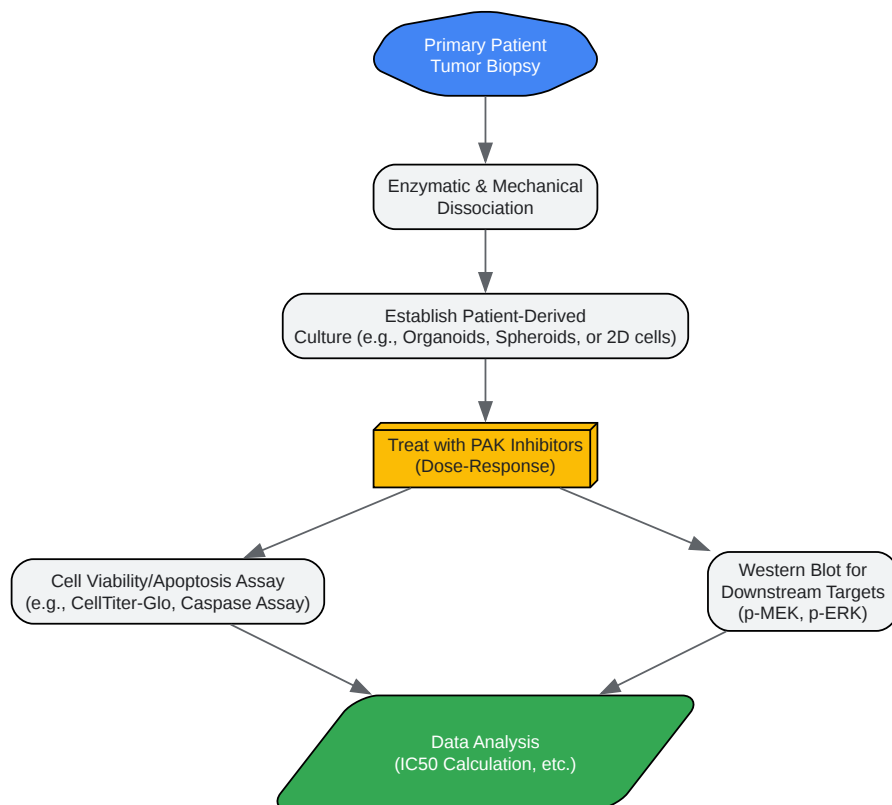 Primary Patient
Tumor Biopsy
Enzymatic & Mechanical
Dissociation
Establish Patient-Derived
Culture (e.g., Organoids, Spheroids, or 2D cells)
Treat with PAK Inhibitors
(Dose-Response)
Cell Viability/Apoptosis Assay
(e.g., CellTiter-Glo, Caspase Assay)
Western Blot for
Downstream Targets
(p-MEK, p-ERK)
Data Analysis
(IC50 Calculation, etc.)